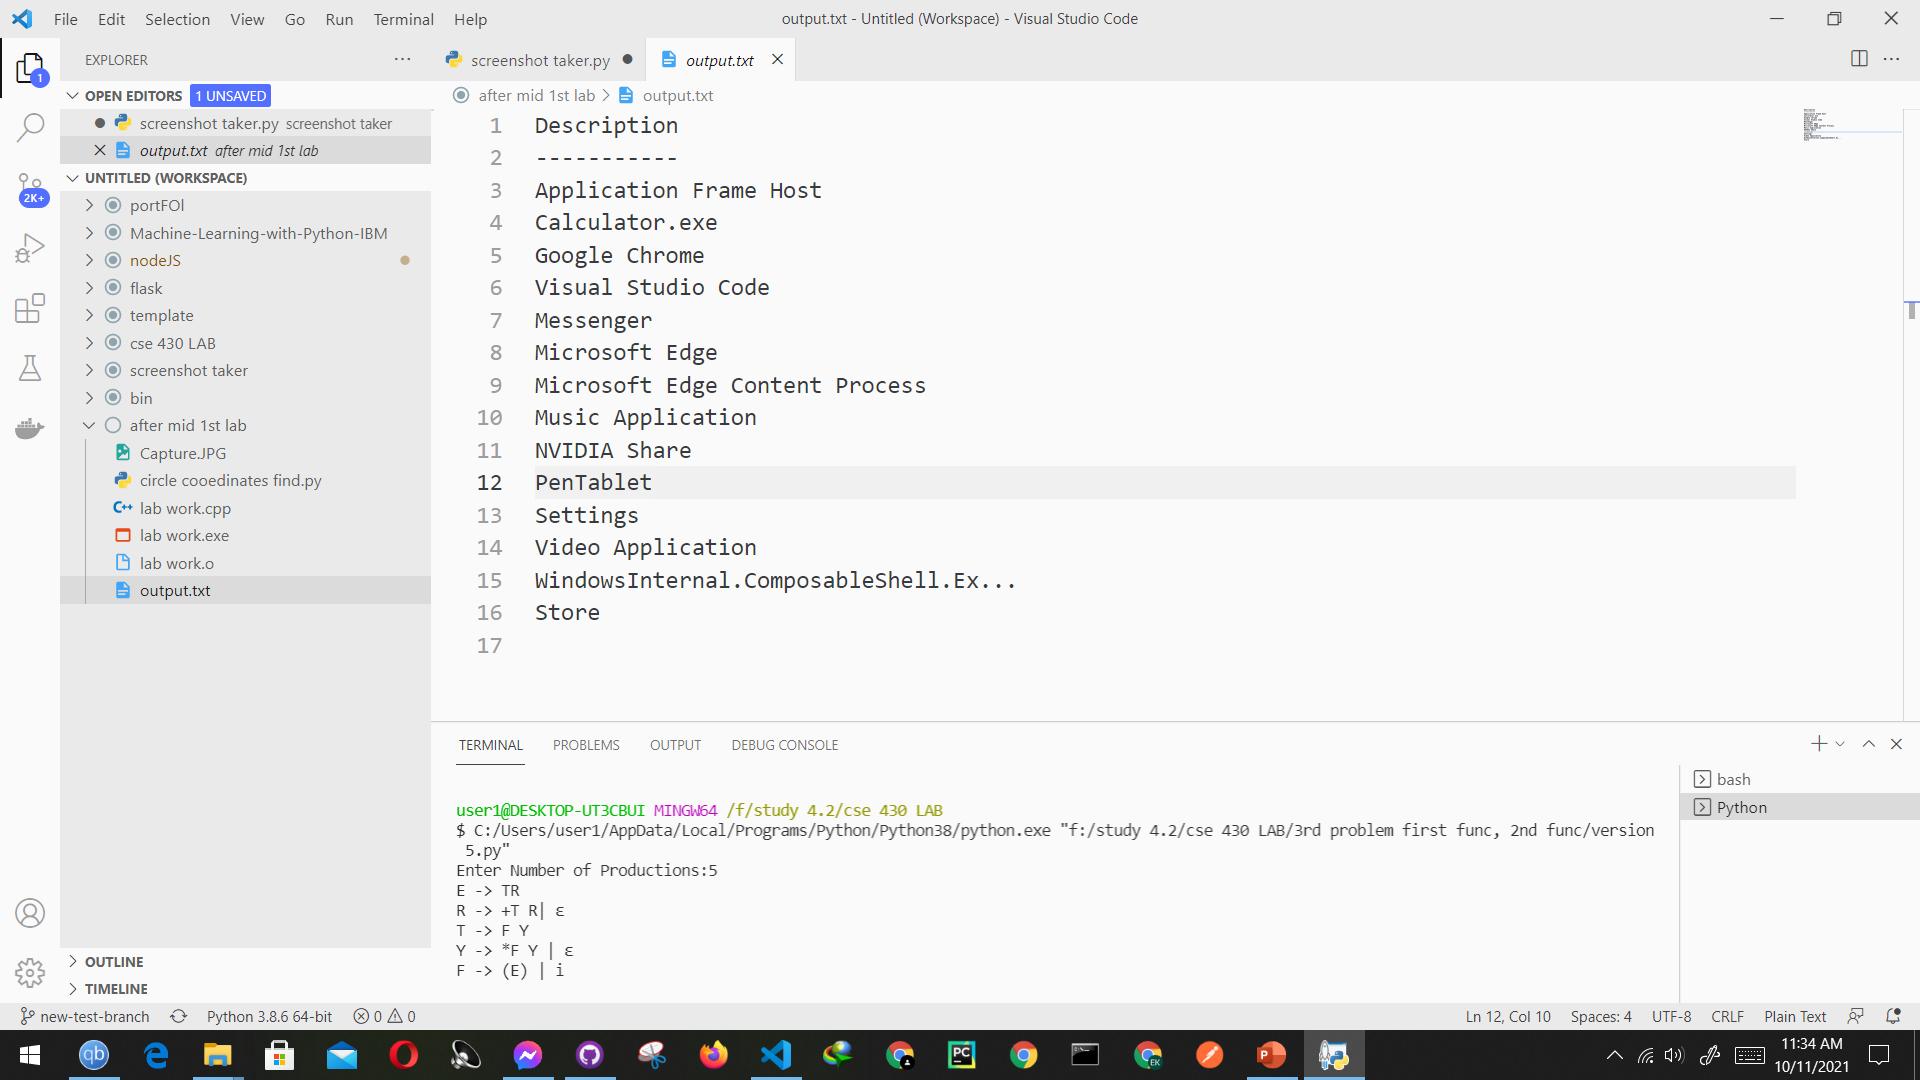 File Edit Selection View Go Run Terminal Help
output.txt - Untitled (Workspace) - Visual Studio Code
EXPLORER
1
OPEN EDITORS 1 UNSAVED
screenshot taker.py screenshot taker
output.txt after mid 1st lab
UNTITLED (WORKSPACE)
2K+
portFOl
Machine-Learning-with-Python-IBM
nodeJS
flask
template
cse 430 LAB
screenshot taker
bin
after mid 1st lab
Capture.JPG
circle cooedinates find.py
lab work.cpp
lab work.exe
lab work.o
output.txt
OUTLINE
TIMELINE
screenshot taker.py
output.txt
after mid 1st lab > output.txt
1 Description
2 -----------
3 Application Frame Host
4 Calculator.exe
5 Google Chrome
6 Visual Studio Code
7 Messenger
8 Microsoft Edge
9 Microsoft Edge Content Process
10 Music Application
11 NVIDIA Share
12 PenTablet
13 Settings
14 Video Application
15 WindowsInternal.ComposableShell.Ex...
16 Store
17
TERMINAL PROBLEMS OUTPUT DEBUG CONSOLE
user1@DESKTOP-UT3CBUI MINGW64 /f/study 4.2/cse 430 LAB
$ C:/Users/user1/AppData/Local/Programs/Python/Python38/python.exe "f:/study 4.2/cse 430 LAB/3rd problem first func, 2nd func/version
5.py"
Enter Number of Productions:5
E -> TR
R -> +T R| ε
T -> F Y
Y -> *F Y | ε
F -> (E) | i
bash
Python
new-test-branch Python 3.8.6 64-bit 0 0
Ln 12, Col 10 Spaces: 4 UTF-8 CRLF Plain Text
qb
PC
EK
P
11:34 AM
10/11/2021